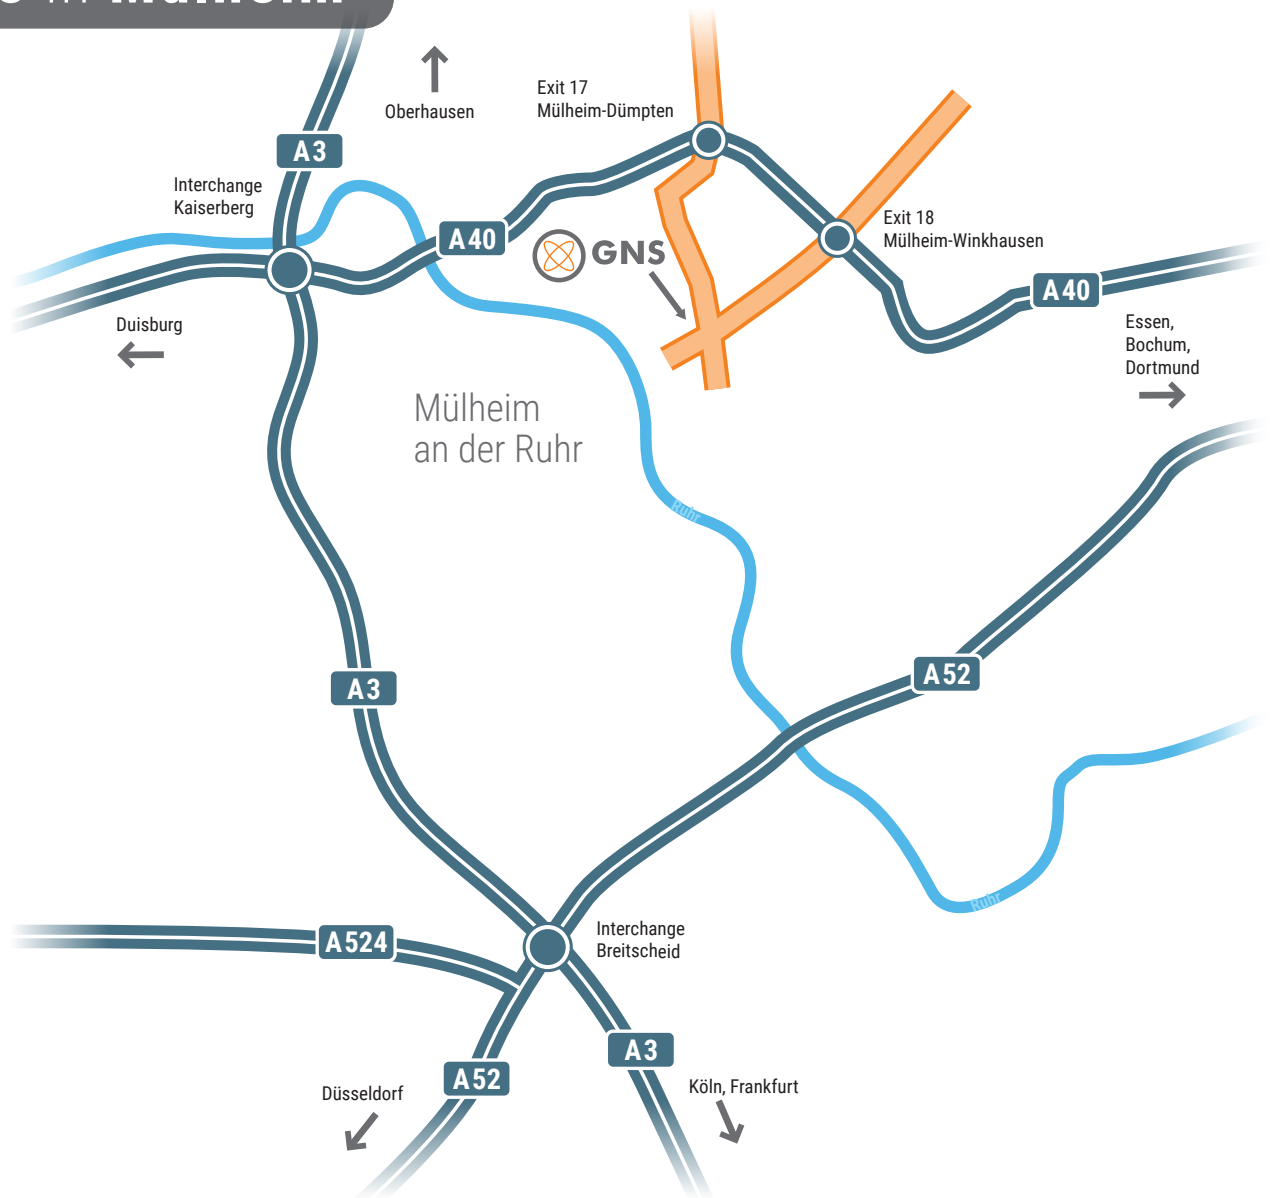 in
Oberhausen
Exit 17
Mülheim-Dümpten
A3
Interchange
Kaiserberg
A40
GNS
Exit 18
Mülheim-Winkhausen
A40
Duisburg
Essen,
Bochum,
Dortmund
Mülheim
an der Ruhr
Ruhr
A52
A3
Ruhr
Interchange
Breitscheid
A524
A3
A52
Düsseldorf
Köln, Frankfurt